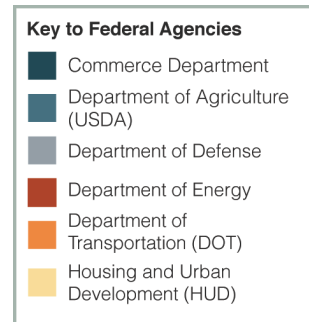 Key to Federal Agencies
Commerce Department
Department of Agriculture
(USDA)
Department of Defense
Department of Energy
Department of
Transportation (DOT)
Housing and Urban
Development (HUD)